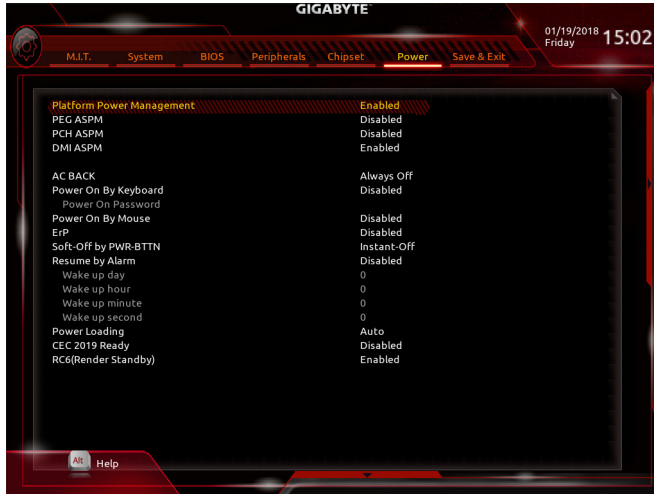 GIGABYTE™
01/19/2018 15:02
Friday
M.I.T. System BIOS Peripherals Chipset Power Save & Exit
Platform Power Management Enabled
PEG ASPM Disabled
PCH ASPM Disabled
DMI ASPM Enabled
AC BACK Always Off
Power On By Keyboard Disabled
Power On Password
Power On By Mouse Disabled
ErP Disabled
Soft-Off by PWR-BTTN Instant-Off
Resume by Alarm Disabled
Wake up day 0
Wake up hour 0
Wake up minute 0
Wake up second 0
Power Loading Auto
CEC 2019 Ready Disabled
RC6(Render Standby) Enabled
Alt Help